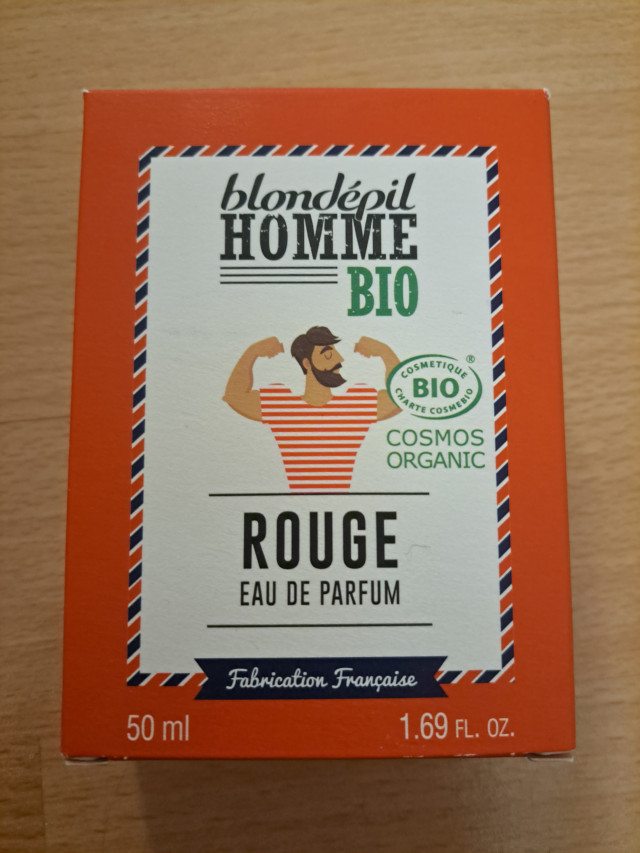 blondépil
HOMME
BIO
COSMETIQUE
BIO
®
CHARTE COSMEBIO
COSMOS
ORGANIC
ROUGE
EAU DE PARFUM
Fabrication Française
50 ml
1.69 FL. OZ.